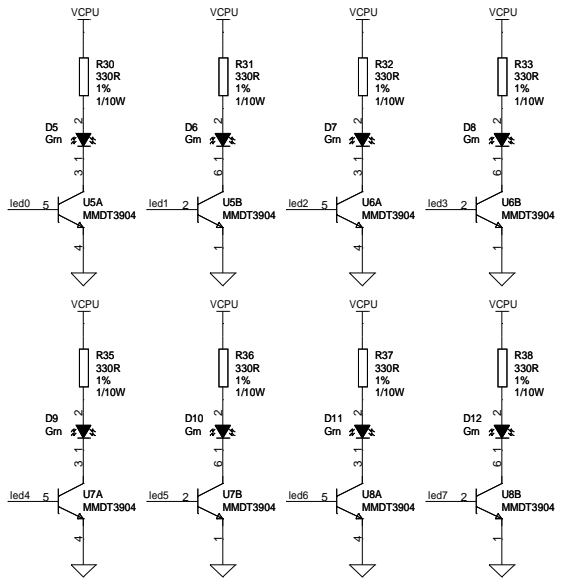 VCPU VCPU VCPU VCPU
R30 R31 R32 R33
330R 330R 330R 330R
1% 1% 1% 1%
1/10W 1/10W 1/10W 1/10W
2 2 2 2
D5 D6 D7 D8
Grn Grn Grn Grn
1 1 1 1
3 6 3 6
led0 5 U5A led1 2 U5B led2 5 U6A led3 2 U6B
MMDT3904 MMDT3904 MMDT3904 MMDT3904
4 1 4 1
VCPU VCPU VCPU VCPU
R35 R36 R37 R38
330R 330R 330R 330R
1% 1% 1% 1%
1/10W 1/10W 1/10W 1/10W
2 2 2 2
D9 D10 D11 D12
Grn Grn Grn Grn
1 1 1 1
3 6 3 6
led4 5 U7A led5 2 U7B led6 5 U8A led7 2 U8B
MMDT3904 MMDT3904 MMDT3904 MMDT3904
4 1 4 1